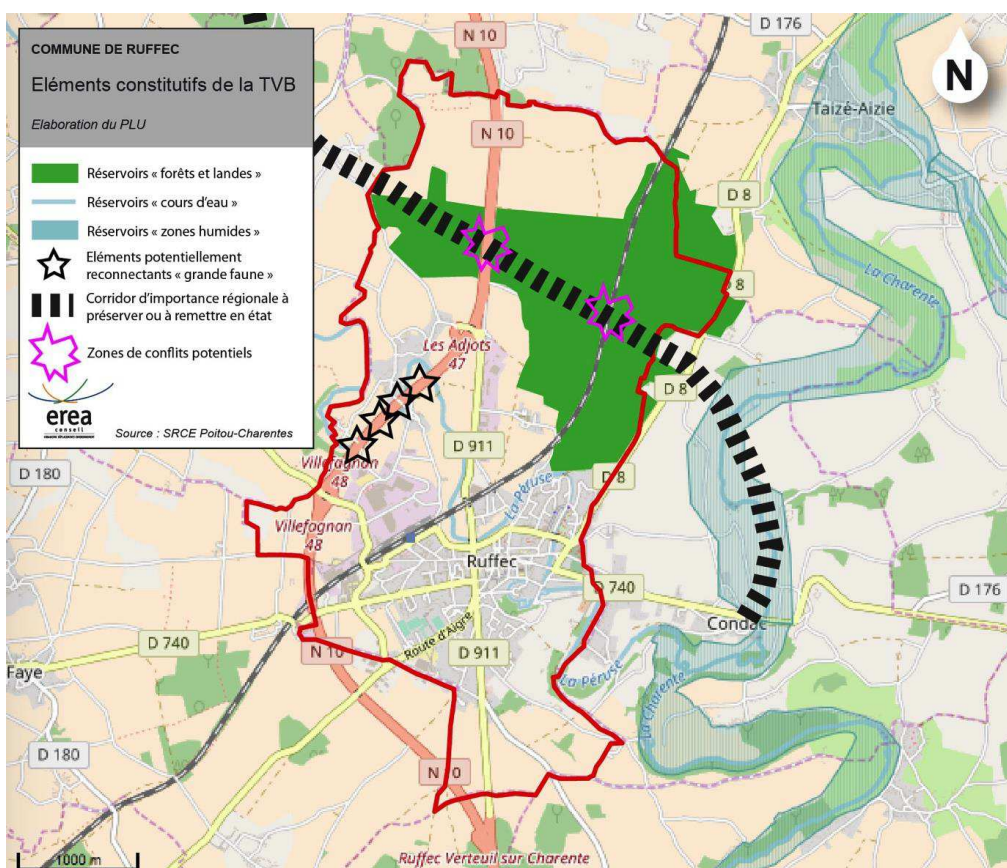 COMMUNE DE RUFFEC
Eléments constitutifs de la TVB
Elaboration du PLU
Réservoirs « forêts et landes »
Réservoirs « cours d'eau »
Réservoirs « zones humides »
Eléments potentiellement
reconnectants « grande faune »
Corridor d'importance régionale à
préserver ou à remettre en état
Zones de conflits potentiels
erea
conseil
Source : SRCE Poitou-Charentes
N
N 10
D 176
Taizé-Aizie
N 10
D 8
La Charente
D 8
Les Adjots
47
D 8
D 911
D 180
Villefagnan
48
D 8
La Péruse
Villefagnan
48
Ruffec
D 740
D 176
Condac
D 740
Route d'Aigre
N 10
D 911
Faye
La Péruse
La Charente
D 180
N 10
1000 m
Ruffec Verteuil sur Charente